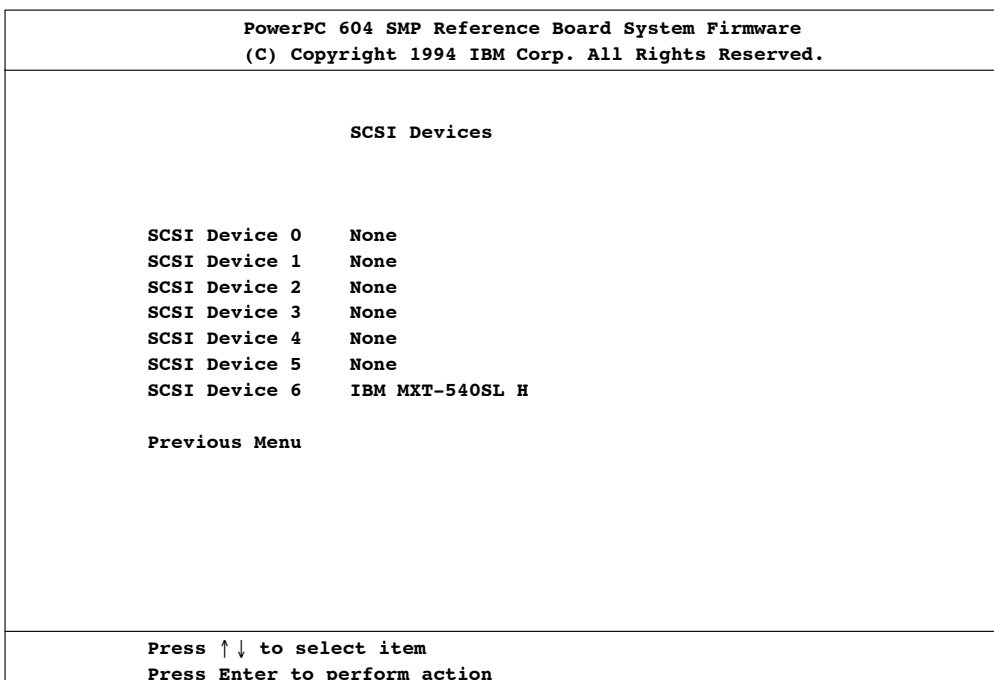 PowerPC 604 SMP Reference Board System Firmware
(C) Copyright 1994 IBM Corp. All Rights Reserved.
SCSI Devices
SCSI Device 0 None
SCSI Device 1 None
SCSI Device 2 None
SCSI Device 3 None
SCSI Device 4 None
SCSI Device 5 None
SCSI Device 6 IBM MXT-540SL H
Previous Menu
Press ↑↓ to select item
Press Enter to perform action